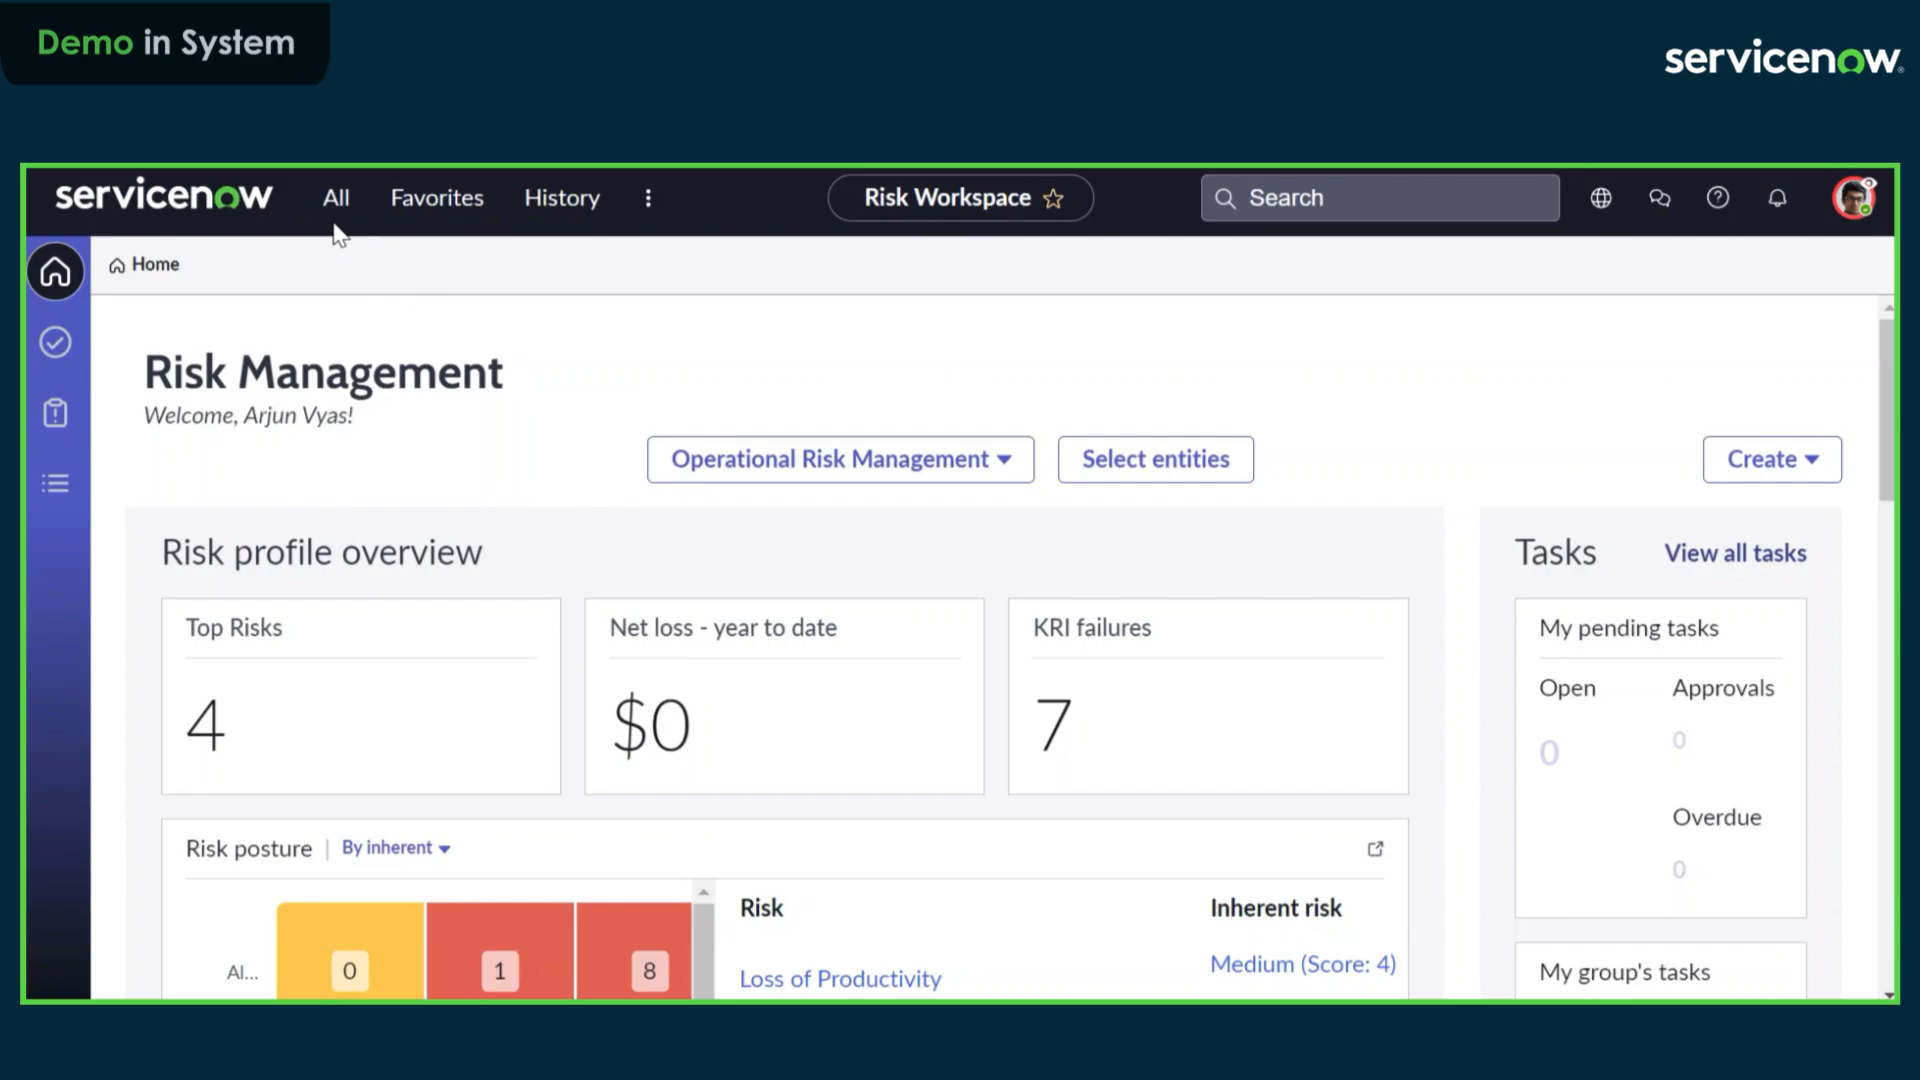 Demo in System
servicenow
servicenow All Favorites History Risk Workspace Search
Home
Risk Management
Welcome, Arjun Vyas!
Operational Risk Management Select entities Create
Risk profile overview
Top Risks
4
Net loss - year to date
$0
KRI failures
7
Risk posture | By inherent
Al... 0 1 8
Risk Inherent risk
Loss of Productivity Medium (Score: 4)
Tasks View all tasks
My pending tasks
Open Approvals
0 0
Overdue
0
My group's tasks